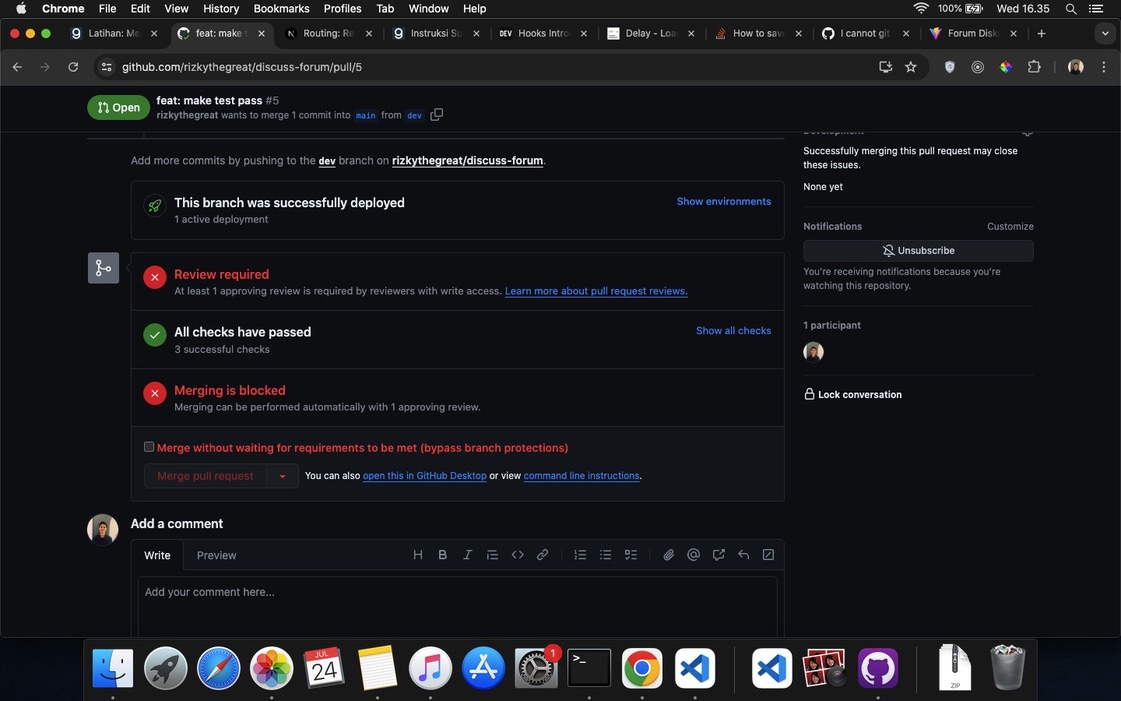 Chrome File Edit View History Bookmarks Profiles Tab Window Help 100% Wed 16.35
Latihan: Me feat: make t Routing: Re Instruksi Su DEV Hooks Intro Delay - Loa How to save I cannot git Forum Disk
github.com/rizkythegreat/discuss-forum/pull/5
Open
feat: make test pass #5
rizkythegreat wants to merge 1 commit into main from dev
Add more commits by pushing to the dev branch on rizkythegreat/discuss-forum.
This branch was successfully deployed
1 active deployment
Show environments
Review required
At least 1 approving review is required by reviewers with write access. Learn more about pull request reviews.
All checks have passed
3 successful checks
Show all checks
Merging is blocked
Merging can be performed automatically with 1 approving review.
Merge without waiting for requirements to be met (bypass branch protections)
Merge pull request
You can also open this in GitHub Desktop or view command line instructions.
Add a comment
Write Preview
Add your comment here...
Development
Successfully merging this pull request may close
these issues.
None yet
Notifications
Customize
Unsubscribe
You're receiving notifications because you're
watching this repository.
1 participant
Lock conversation
JUL
24
1
>_
ZIP